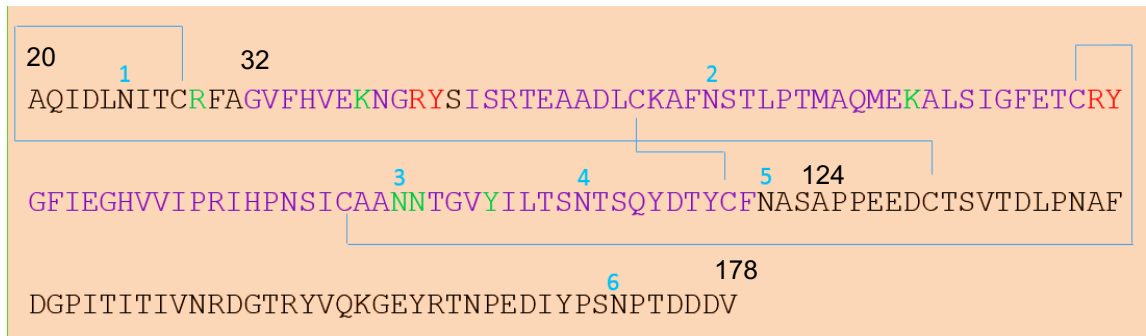 20 1 32 2
AQIDLNITCRFAGVFHVEKNGRYSISRTEAADLCKAFNSTLPTMAQMEKALSIGFETCRY
3 4 5 124
GFIEGHVVIPRIHPNSICAANNTGVYILTSNTSQYDTYCFNASAPPEEDCTSVTDLPNAF
6 178
DGPITITIVNRDGTRYVQKGEYRTNPEDIYPSNPTDDDV